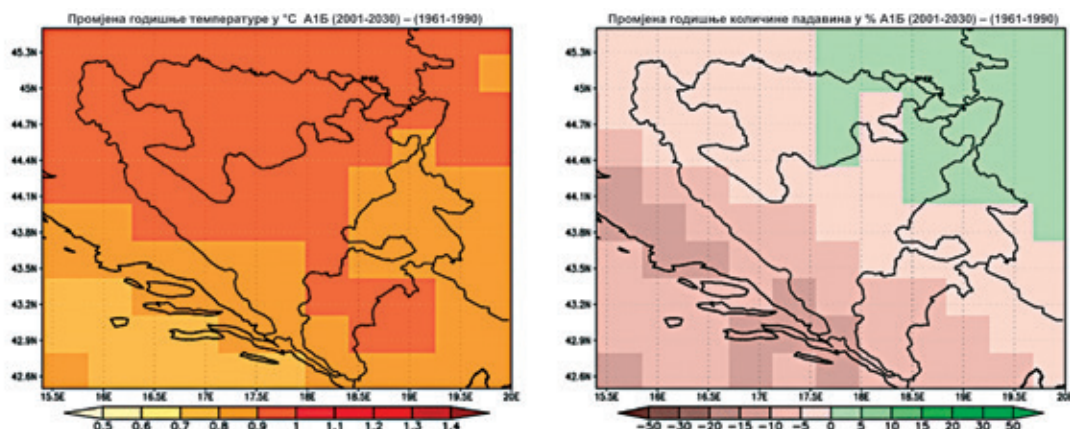 Промјена годишње температуре у °C А1Б (2001-2030) – (1961-1990)
45.3N
45N
44.7N
44.4N
44.1N
43.8N
43.5N
43.2N
42.9N
42.6N
15.5E 16E 16.5E 17E 17.5E 18E 18.5E 19E 19.5E 20E
0.5 0.6 0.7 0.8 0.9 1 1.1 1.2 1.3 1.4
Промјена годишње количине падавина у % А1Б (2001-2030) – (1961-1990)
45.3N
45N
44.7N
44.4N
44.1N
43.8N
43.5N
43.2N
42.9N
42.6N
15.5E 16E 16.5E 17E 17.5E 18E 18.5E 19E 19.5E 20E
−50 −30 −20 −15 −10 −5 0 5 10 15 20 30 50